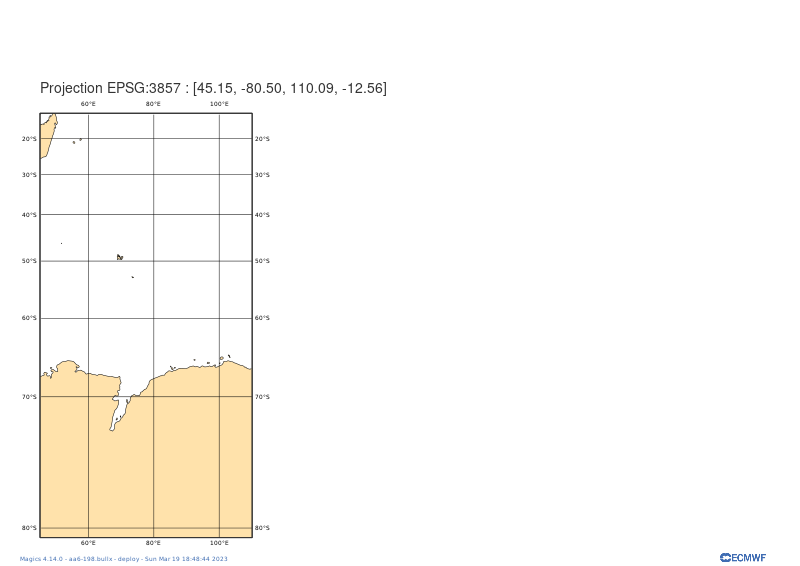 Projection EPSG:3857 : [45.15, -80.50, 110.09, -12.56]
60°E 80°E 100°E
20°S 20°S
30°S 30°S
40°S 40°S
50°S 50°S
60°S 60°S
70°S 70°S
80°S 80°S
60°E 80°E 100°E
Magics 4.14.0 - aa6-198.bullx - deploy - Sun Mar 19 18:48:44 2023
ECMWF